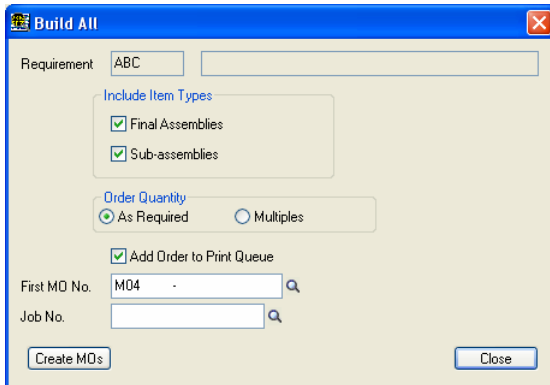 Build All
Requirement ABC
Include Item Types
Final Assemblies
Sub-assemblies
Order Quantity
As Required Multiples
Add Order to Print Queue
First MO No. M04 -
Job No.
Create MOs Close